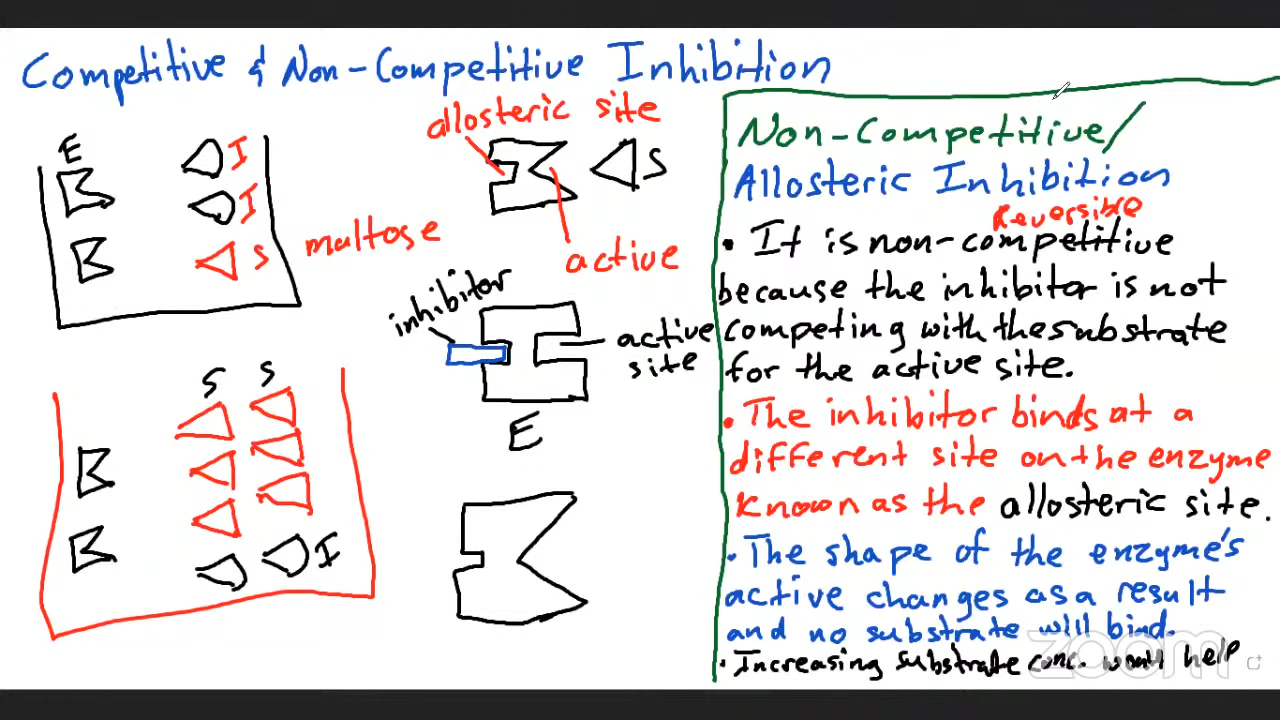 Competitive & Non-Competitive Inhibition
E
I
I
S
maltose
allosteric site
S
active
inhibitor
active
site
E
S S
I
Non-Competitive/
Allosteric Inhibition
Reversible
• It is non-competitive
because the inhibitor is not
competing with the substrate
for the active site.
• The inhibitor binds at a
different site on the enzyme
known as the allosteric site.
• The shape of the enzyme's
active changes as a result
and no substrate will bind.
• Increasing substrate conc. won't help
zoom